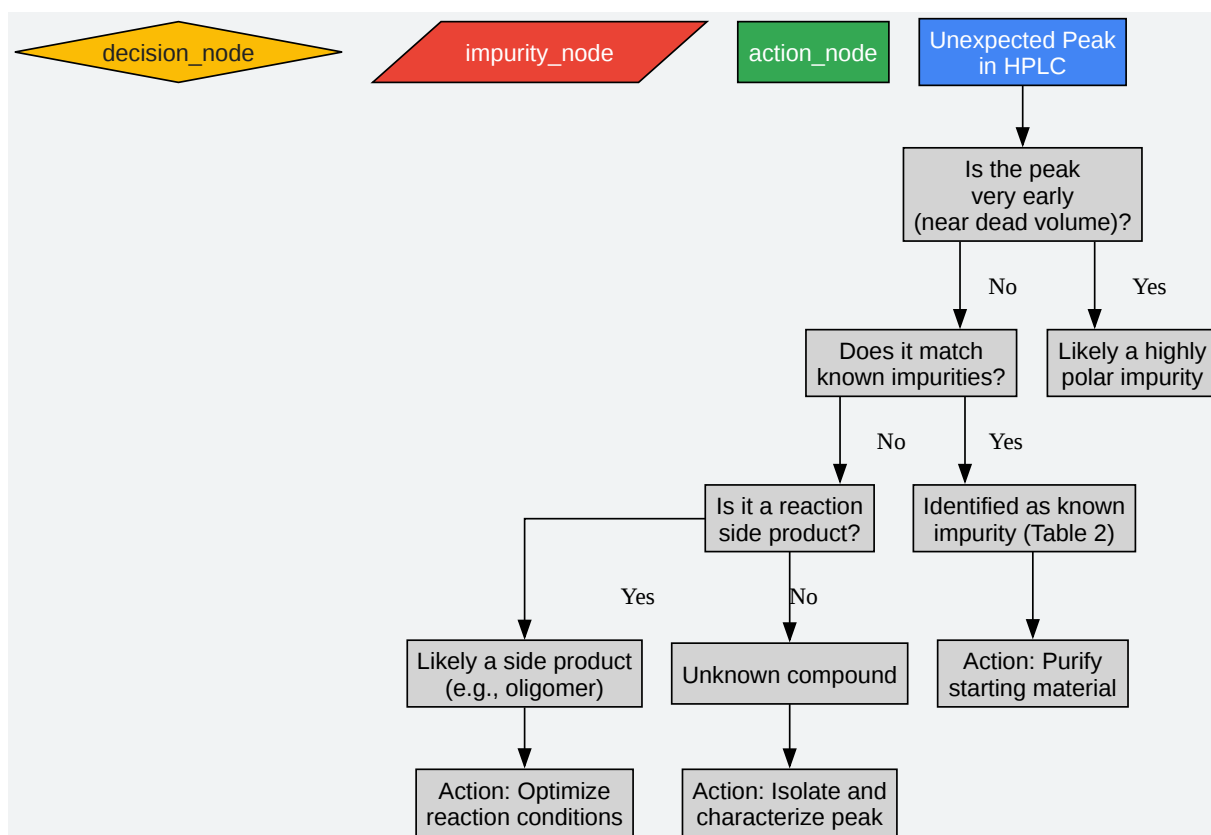 decision_node
impurity_node
action_node
Unexpected Peak
in HPLC
Is the peak
very early
(near dead volume)?
No
Yes
Does it match
known impurities?
Likely a highly
polar impurity
No
Yes
Is it a reaction
side product?
Identified as known
impurity (Table 2)
Yes
No
Likely a side product
(e.g., oligomer)
Unknown compound
Action: Purify
starting material
Action: Optimize
reaction conditions
Action: Isolate and
characterize peak